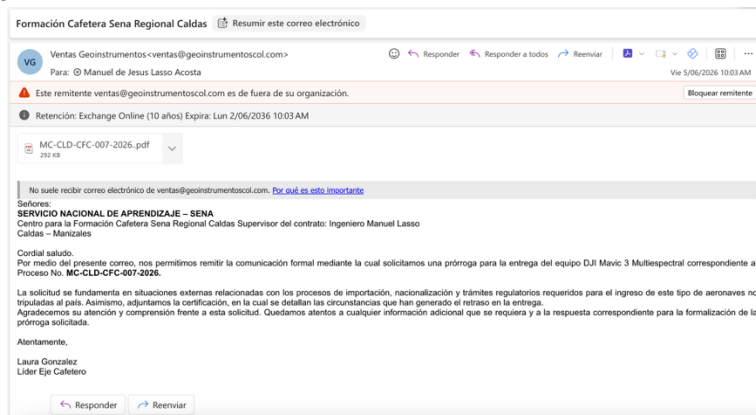 Formación Cafetera Sena Regional Caldas Resumir este correo electrónico
VG
Ventas Geoinstrumentos<ventas@geoinstrumentoscol.com>
Responder Responder a todos Reenviar
Para: Manuel de Jesus Lasso Acosta
Vie 5/06/2026 10:03 AM
Este remitente ventas@geoinstrumentoscol.com es de fuera de su organización.
Bloquear remitente
Retención: Exchange Online (10 años) Expira: Lun 2/06/2036 10:03 AM
MC-CLD-CFC-007-2026.pdf
292 KB
No suele recibir correo electrónico de ventas@geoinstrumentoscol.com. Por qué es esto importante
Señores:
SERVICIO NACIONAL DE APRENDIZAJE – SENA
Centro para la Formación Cafetera Sena Regional Caldas Supervisor del contrato: Ingeniero Manuel Lasso
Caldas – Manizales
Cordial saludo.
Por medio del presente correo, nos permitimos remitir la comunicación formal mediante la cual solicitamos una prórroga para la entrega del equipo DJI Mavic 3 Multiespectral correspondiente a
Proceso No. MC-CLD-CFC-007-2026.
La solicitud se fundamenta en situaciones externas relacionadas con los procesos de importación, nacionalización y trámites regulatorios requeridos para el ingreso de este tipo de aeronaves no
tripuladas al país. Asimismo, adjuntamos la certificación, en la cual se detallan las circunstancias que han generado el retraso en la entrega.
Agradecemos su atención y comprensión frente a esta solicitud. Quedamos atentos a cualquier información adicional que se requiera y a la respuesta correspondiente para la formalización de la
prórroga solicitada.
Atentamente,
Laura Gonzalez
Líder Eje Cafetero
Responder Reenviar